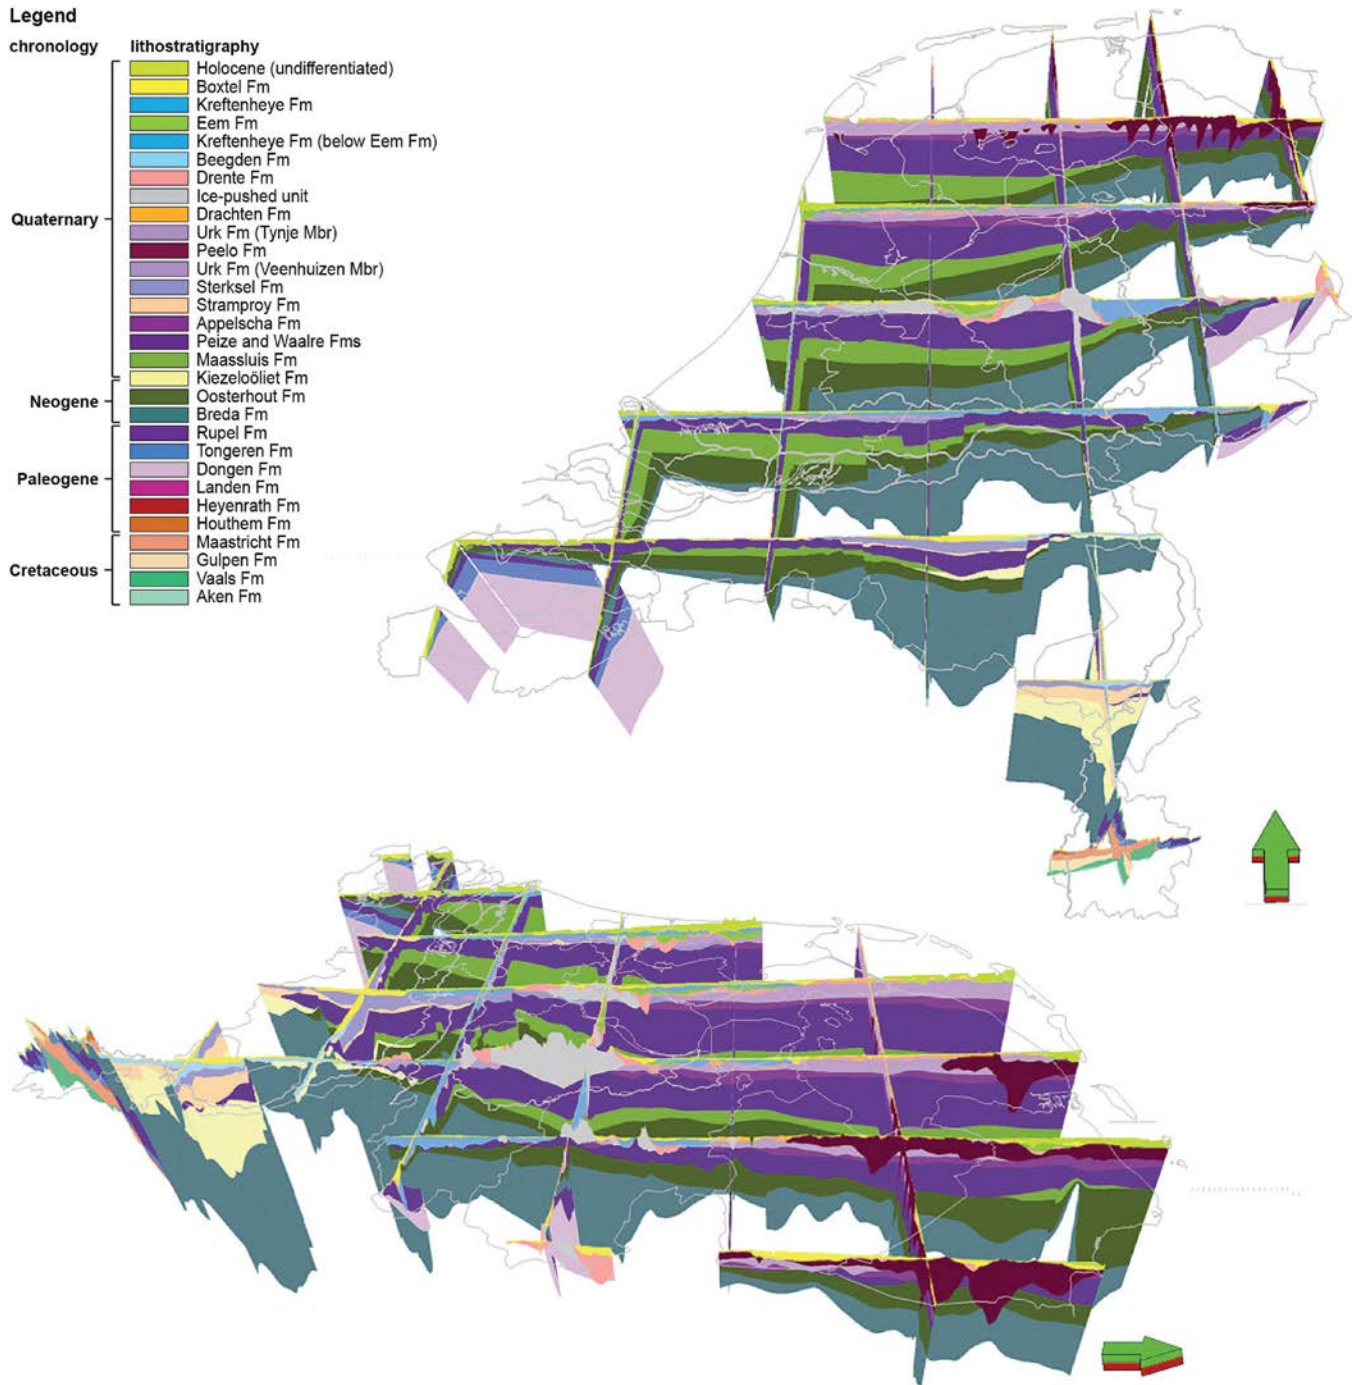 Legend
chronology lithostratigraphy
Holocene (undifferentiated)
Boxtel Fm
Kreftenheye Fm
Eem Fm
Kreftenheye Fm (below Eem Fm)
Beegden Fm
Drente Fm
Ice-pushed unit
Drachten Fm
Quaternary
Urk Fm (Tynje Mbr)
Peelo Fm
Urk Fm (Veenhuizen Mbr)
Sterksel Fm
Stramproy Fm
Appelscha Fm
Peize and Waalre Fms
Maassluis Fm
Kiezeloöliet Fm
Neogene
Oosterhout Fm
Breda Fm
Rupel Fm
Tongeren Fm
Paleogene
Dongen Fm
Landen Fm
Heyenrath Fm
Houthem Fm
Maastricht Fm
Cretaceous
Gulpen Fm
Vaals Fm
Aken Fm